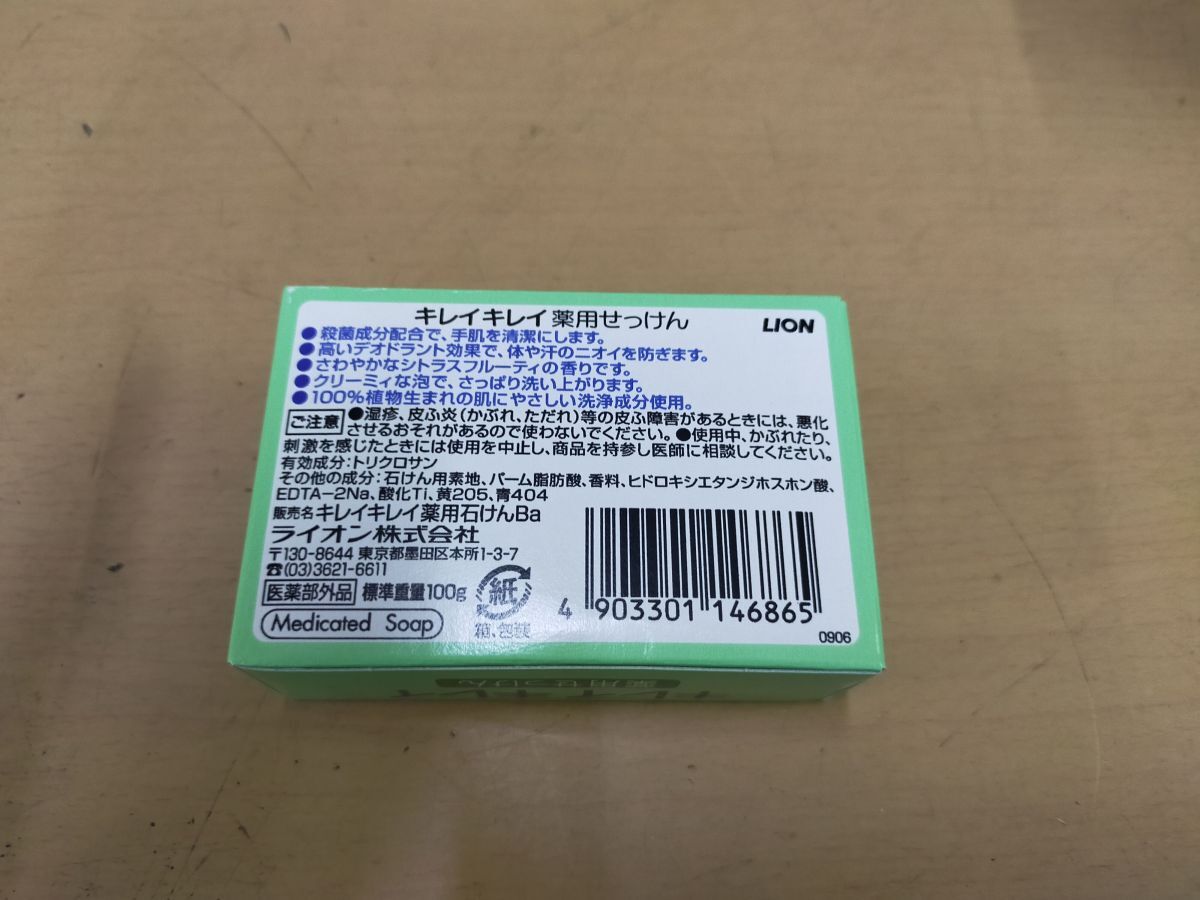 キレイキレイ薬用せっけん
LION
●殺菌成分配合で、手肌を清潔にします。
●高いデオドラント効果で、体や汗のニオイを防ぎます。
●さわやかなシトラスフルーティの香りです。
●クリーミィな泡で、さっぱり洗い上がります。
●100%植物生まれの肌にやさしい洗浄成分使用。
ご注意 ●湿疹、皮ふ炎(かぶれ、ただれ)等の皮ふ障害があるときには、悪化
させるおそれがあるので使わないでください。●使用中、かぶれたり、
刺激を感じたときには使用を中止し、商品を持参し医師に相談してください。
有効成分:トリクロサン
その他の成分:石けん用素地、パーム脂肪酸、香料、ヒドロキシエタンジホスホン酸、
EDTA-2Na、酸化Ti、黄205、青404
販売名 キレイキレイ薬用石けんBa
ライオン株式会社
〒130-8644 東京都墨田区本所1-3-7
☎(03)3621-6611
医薬部外品 標準重量100g
紙
箱、包装
Medicated Soap
4 903301 146865
0906
キレイキレイ
薬用せっけん